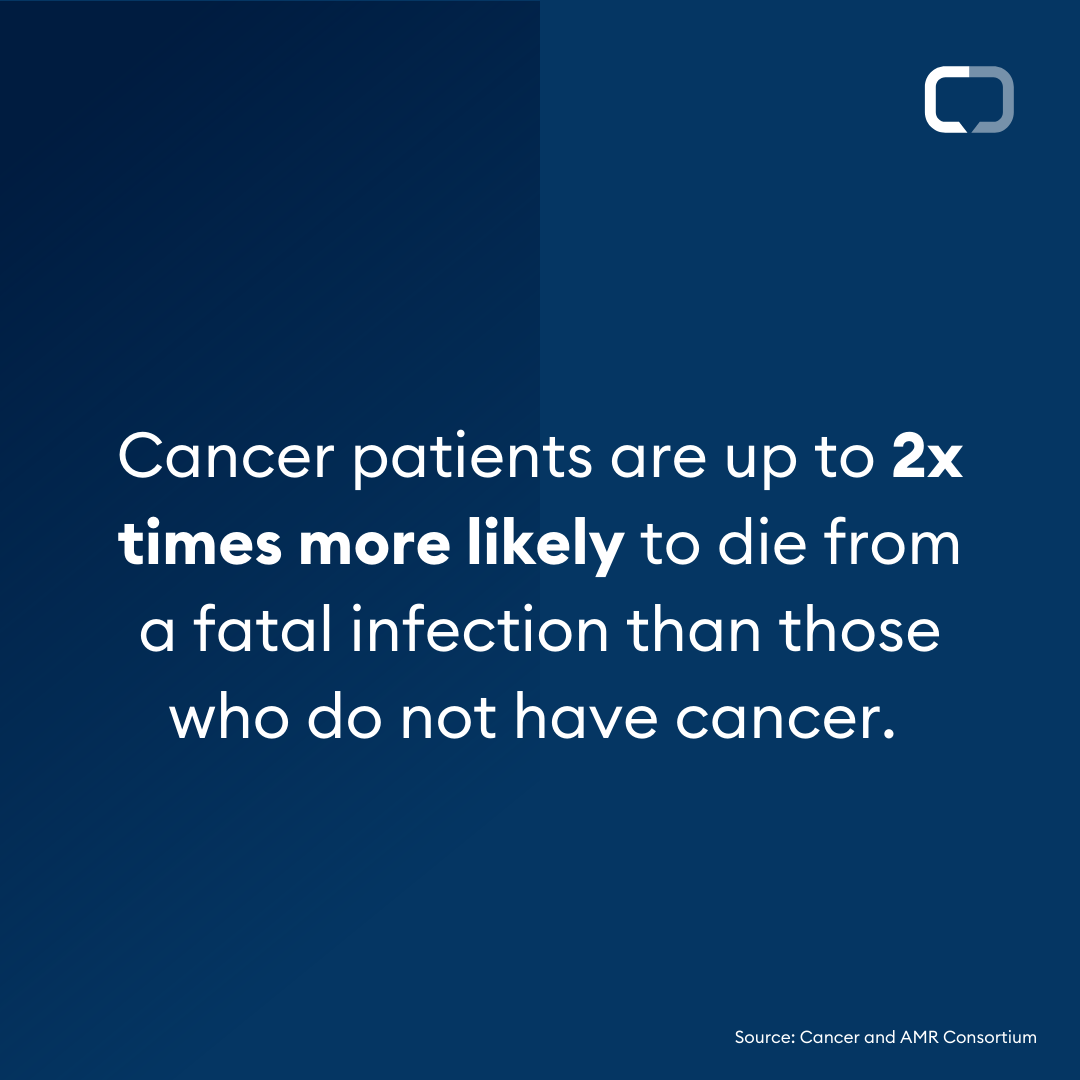 Cancer patients are up to 2x
times more likely to die from
a fatal infection than those
who do not have cancer.
Source: Cancer and AMR Consortium